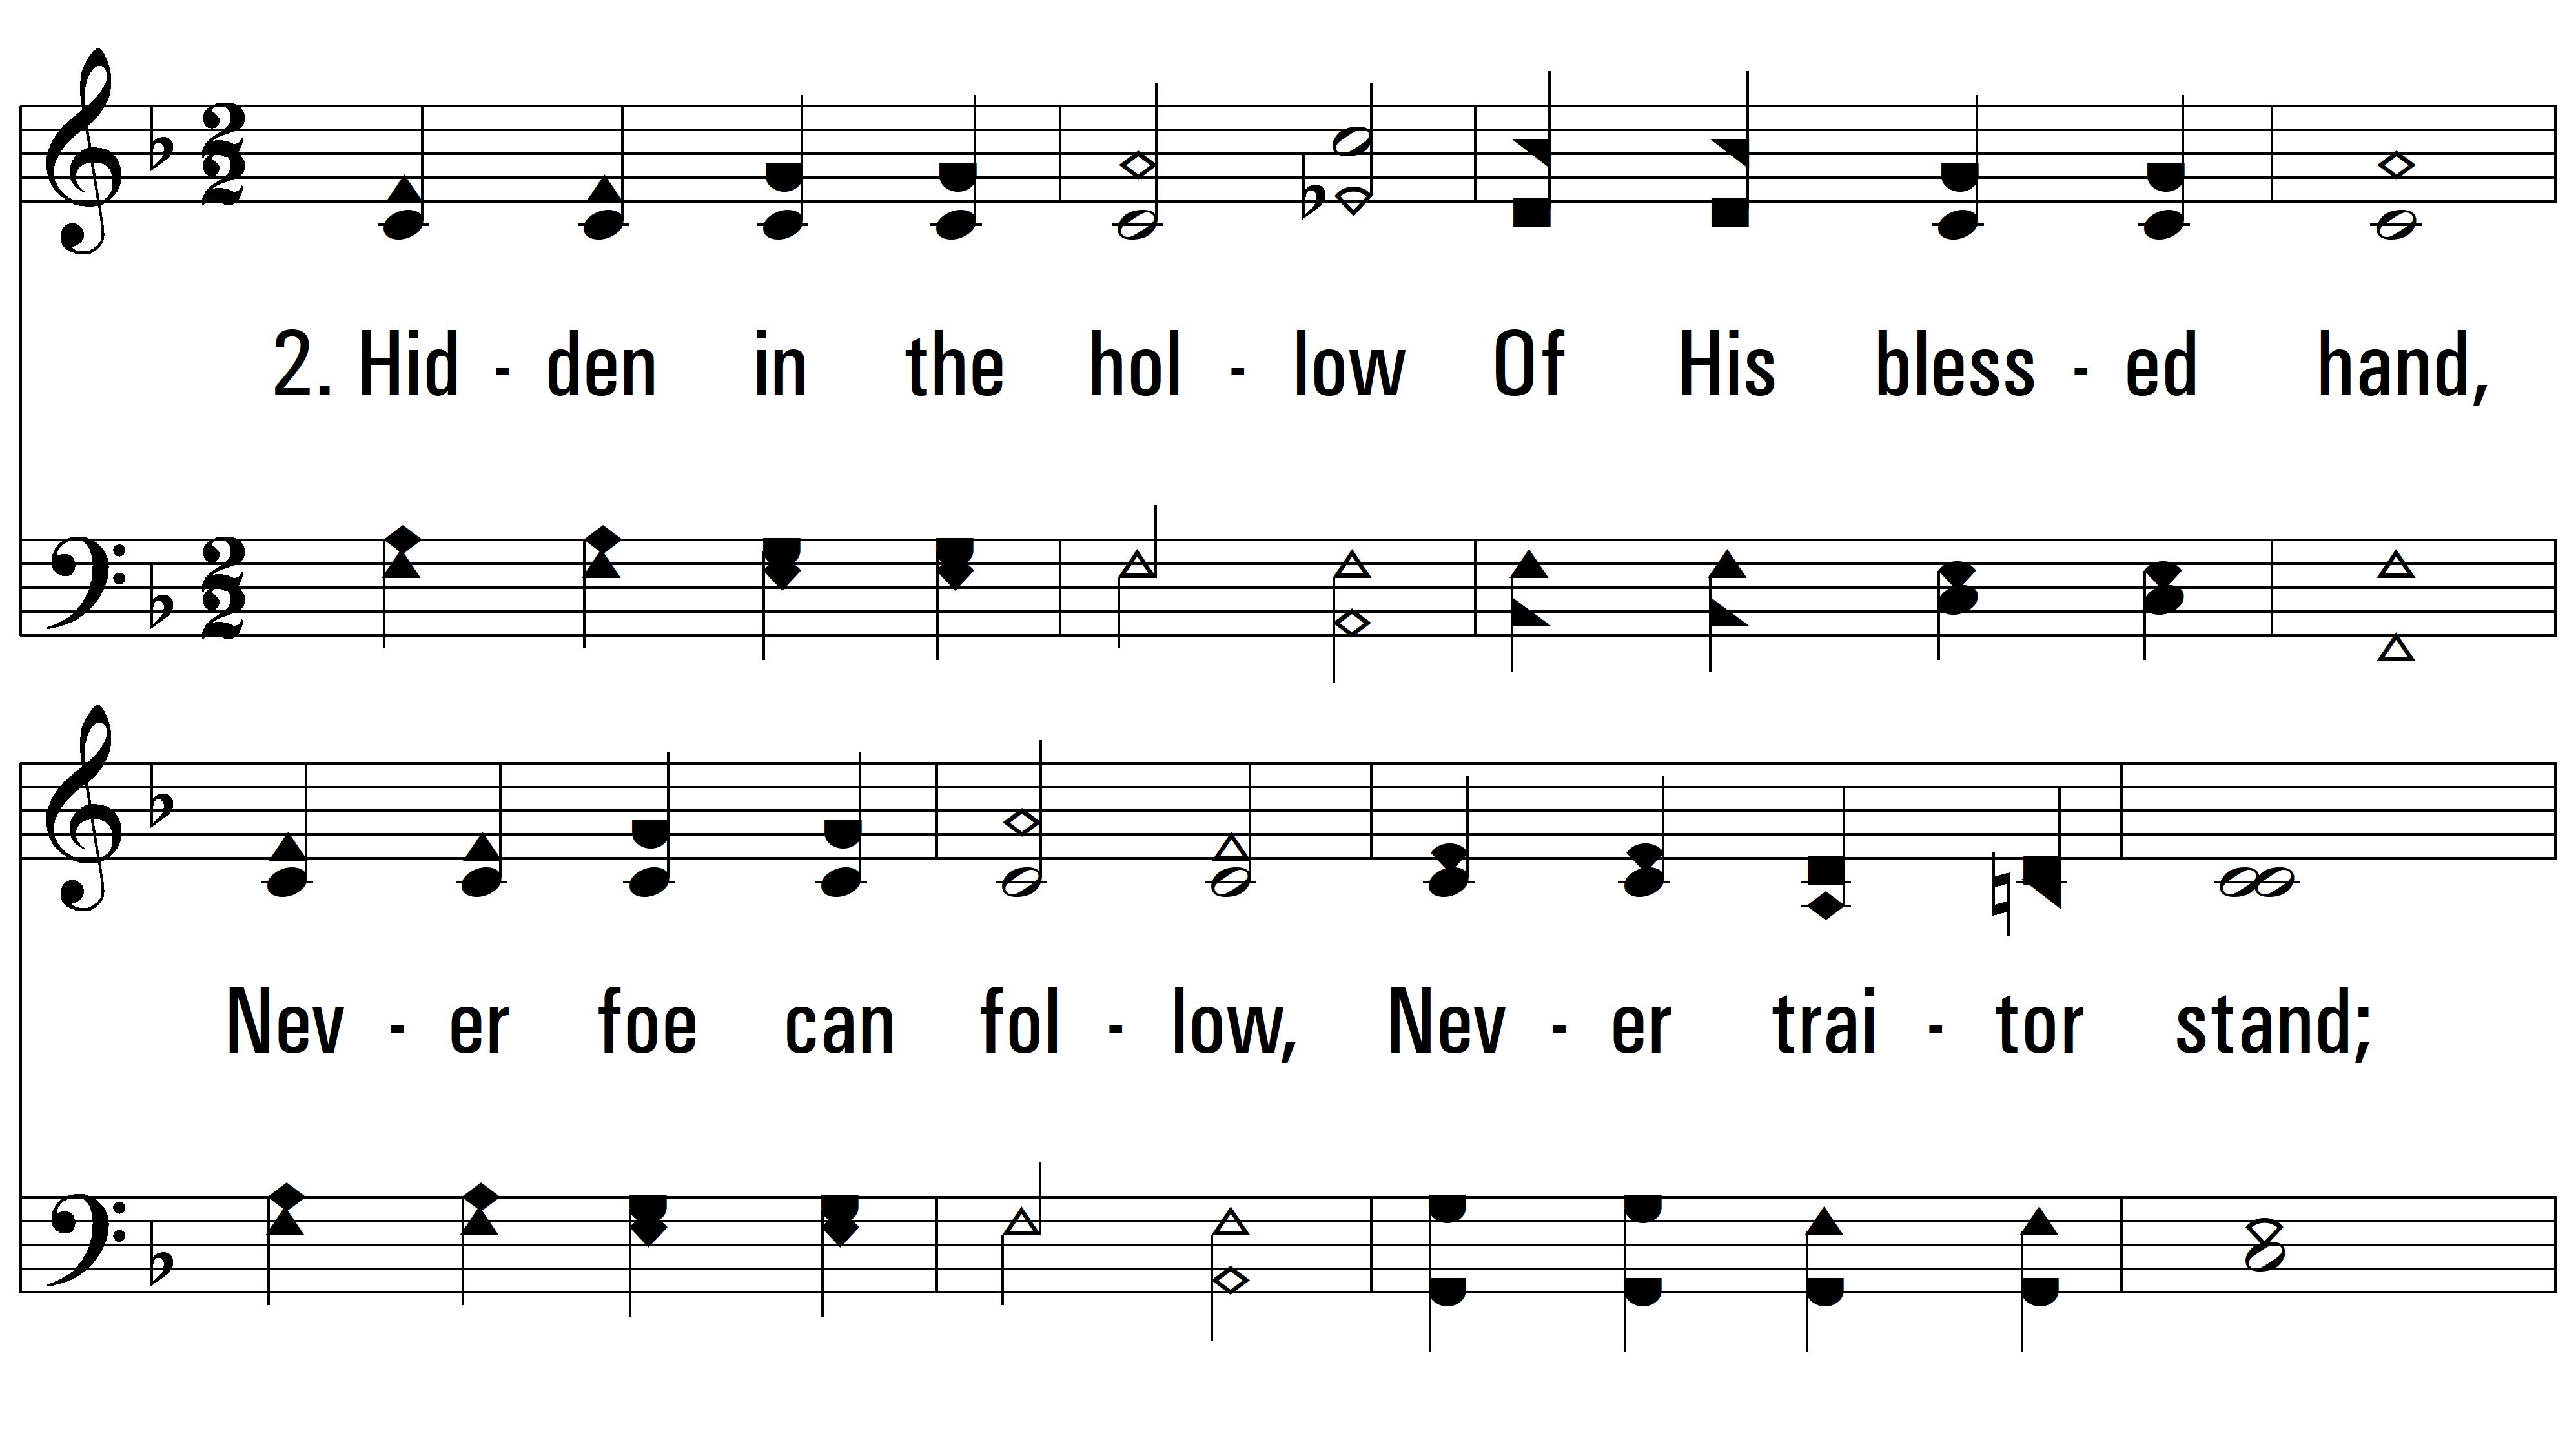 2. Hid - den in the hol - low Of His bless - ed hand,
Nev - er foe can fol - low, Nev - er trai - tor stand;